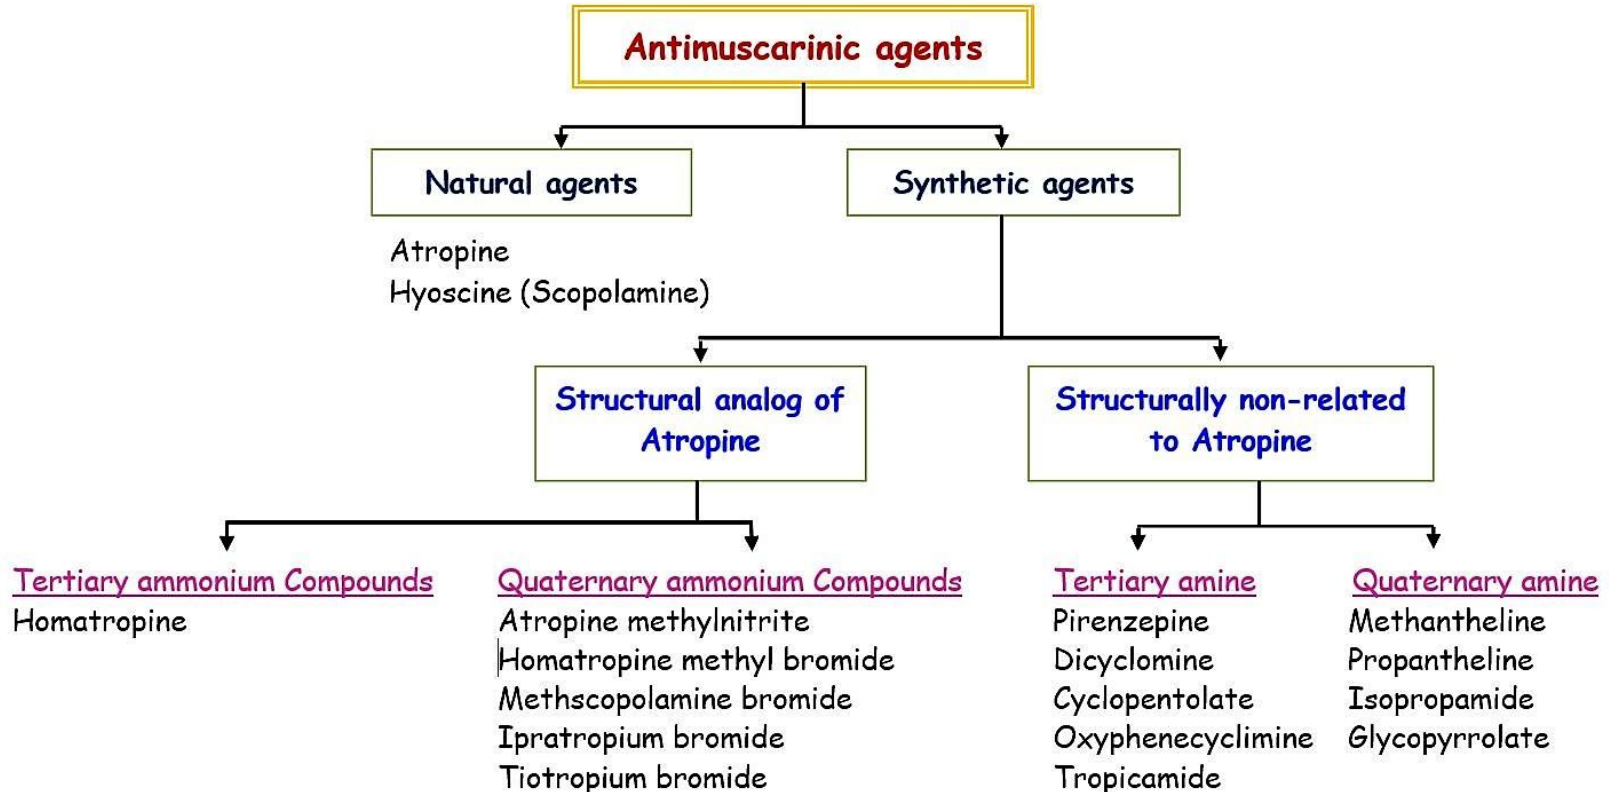 Antimuscarinic agents
Natural agents
Synthetic agents
Atropine
Hyoscine (Scopolamine)
Structural analog of
Atropine
Structurally non-related
to Atropine
Tertiary ammonium Compounds
Homatropine
Quaternary ammonium Compounds
Atropine methylnitrite
Homatropine methyl bromide
Methscopolamine bromide
Ipratropium bromide
Tiotropium bromide
Tertiary amine
Pirenzepine
Dicyclomine
Cyclopentolate
Oxyphenecyclimine
Tropicamide
Quaternary amine
Methantheline
Propantheline
Isopropamide
Glycopyrrolate